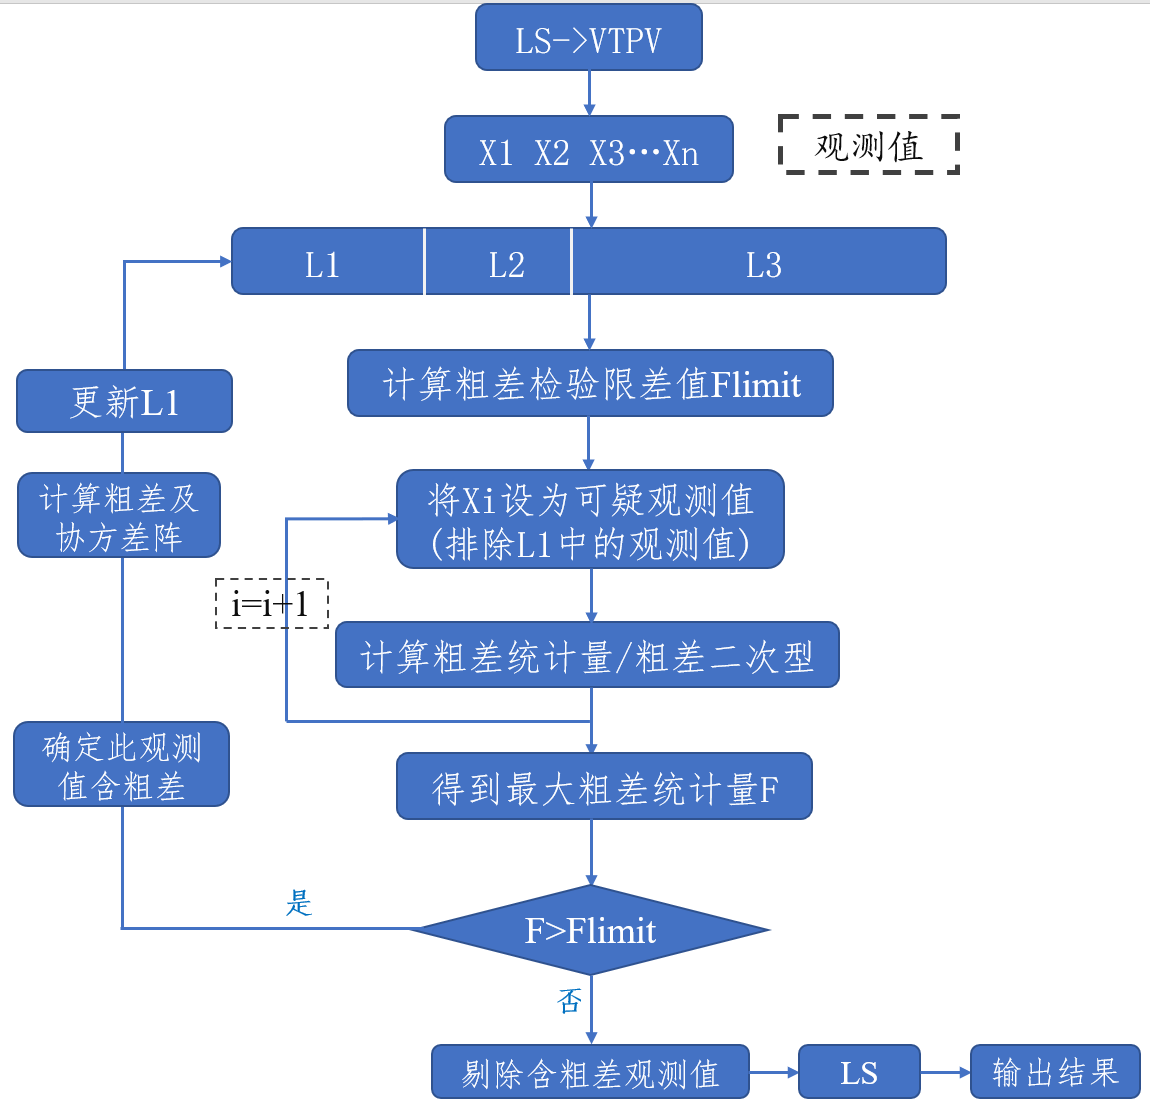 LS->VTPV
X1 X2 X3…Xn
观测值
L1 L2 L3
计算粗差检验限差值Flimit
更新L1
将Xi设为可疑观测值
(排除L1中的观测值)
计算粗差及
协方差阵
i=i+1
计算粗差统计量/粗差二次型
确定此观测
值含粗差
得到最大粗差统计量F
是
F>Flimit
否
剔除含粗差观测值
LS
输出结果